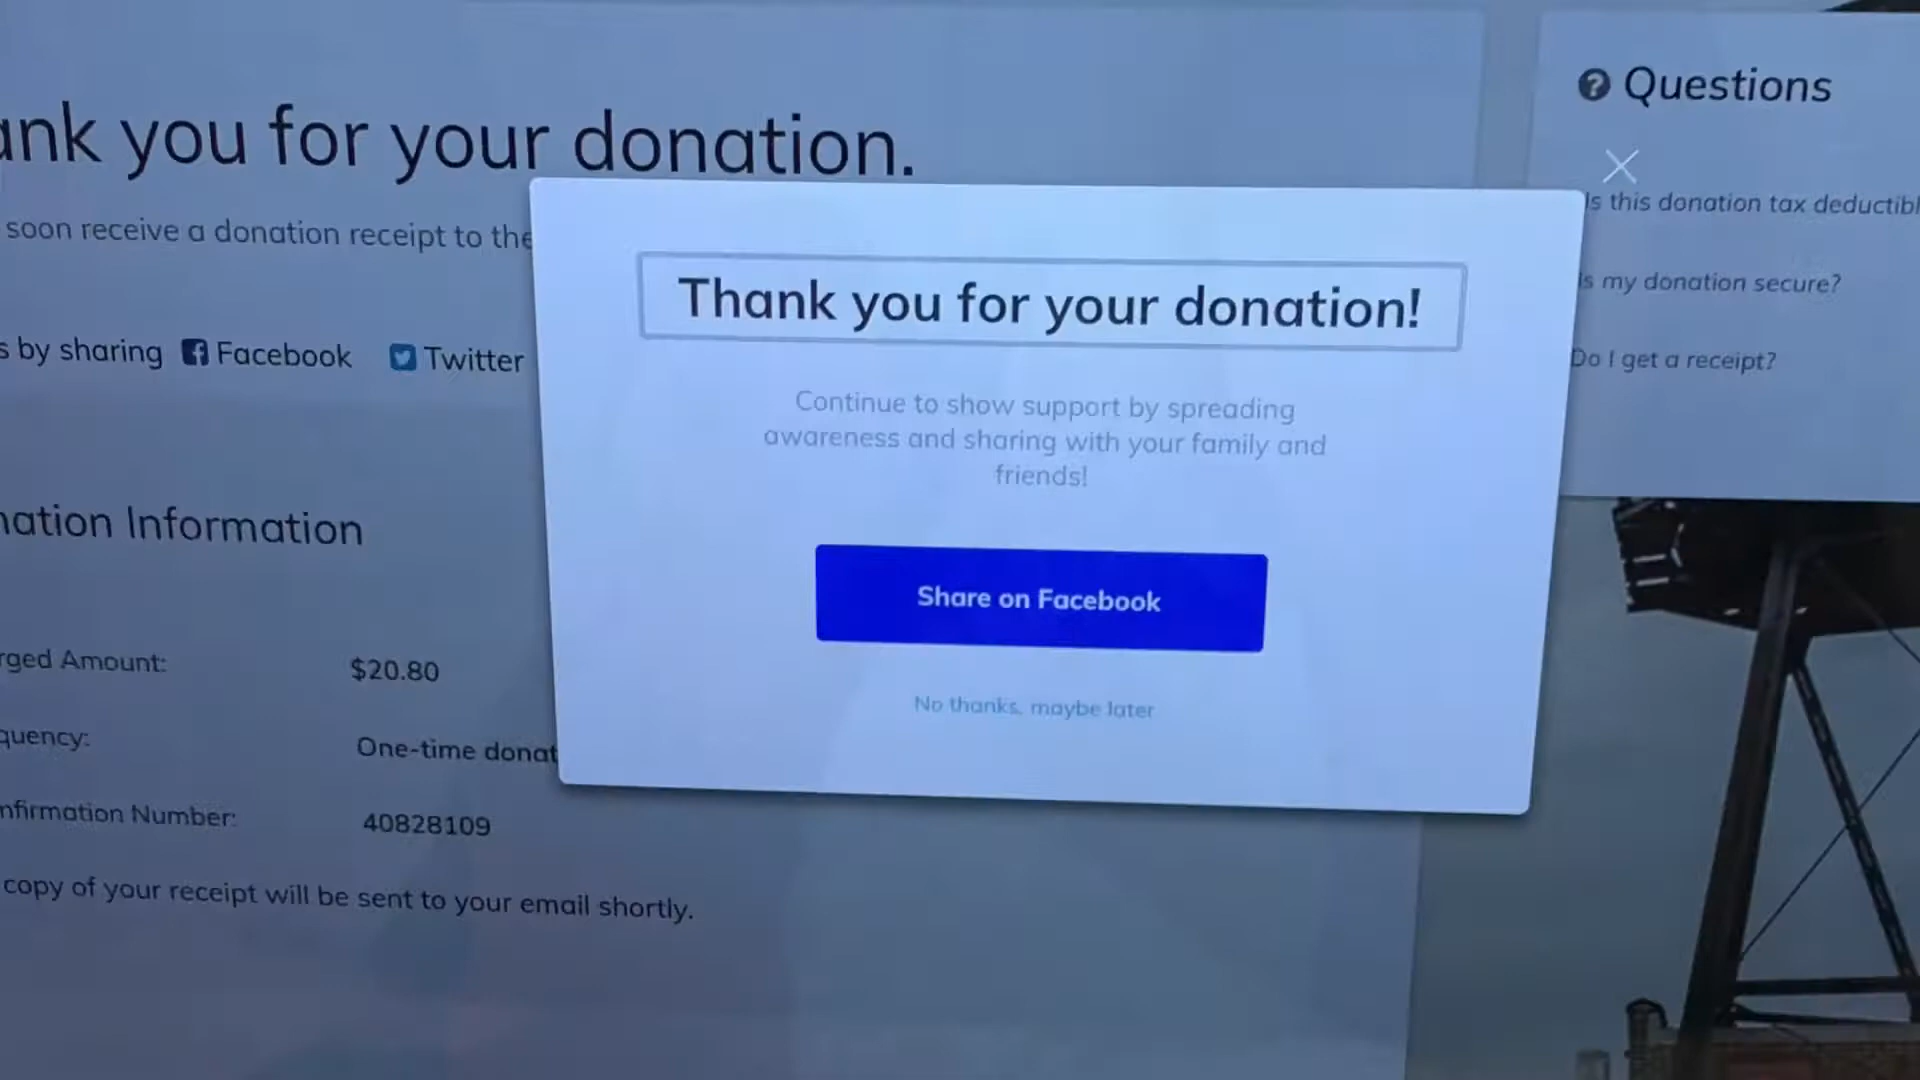 ank you for your donation.
soon receive a donation receipt to the
s by sharing Facebook Twitter
nation Information
rged Amount: $20.80
quency: One-time donat
nfirmation Number: 40828109
copy of your receipt will be sent to your email shortly.
Thank you for your donation!
Continue to show support by spreading
awareness and sharing with your family and
friends!
Share on Facebook
No thanks, maybe later
Questions
Is this donation tax deductibl
Is my donation secure?
Do I get a receipt?